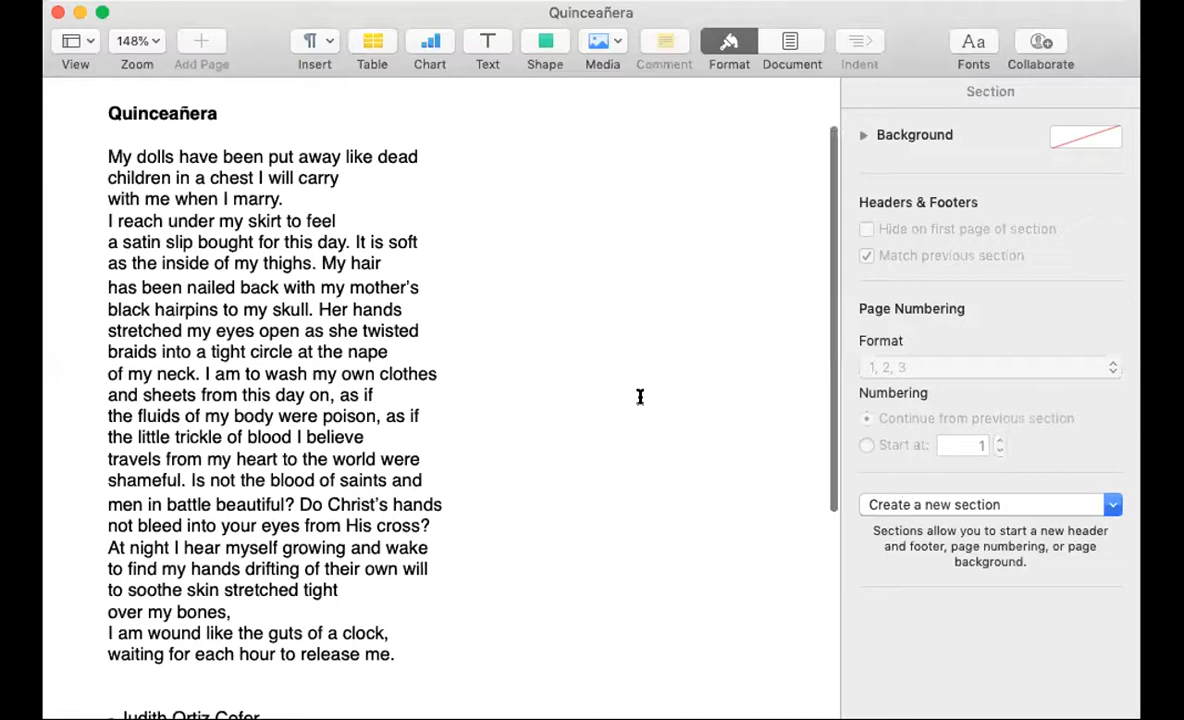 Quinceañera
148%
View
Zoom
Add Page
Insert
Table
Chart
Text
Shape
Media
Comment
Format
Document
Indent
Aa
Fonts
Collaborate
Quinceañera
My dolls have been put away like dead
children in a chest I will carry
with me when I marry.
I reach under my skirt to feel
a satin slip bought for this day. It is soft
as the inside of my thighs. My hair
has been nailed back with my mother's
black hairpins to my skull. Her hands
stretched my eyes open as she twisted
braids into a tight circle at the nape
of my neck. I am to wash my own clothes
and sheets from this day on, as if
the fluids of my body were poison, as if
the little trickle of blood I believe
travels from my heart to the world were
shameful. Is not the blood of saints and
men in battle beautiful? Do Christ's hands
not bleed into your eyes from His cross?
At night I hear myself growing and wake
to find my hands drifting of their own will
to soothe skin stretched tight
over my bones,
I am wound like the guts of a clock,
waiting for each hour to release me.
- Judith Ortiz Cofer
Section
Background
Headers & Footers
Hide on first page of section
Match previous section
Page Numbering
Format
1, 2, 3
Numbering
Continue from previous section
Start at: 1
Create a new section
Sections allow you to start a new header
and footer, page numbering, or page
background.